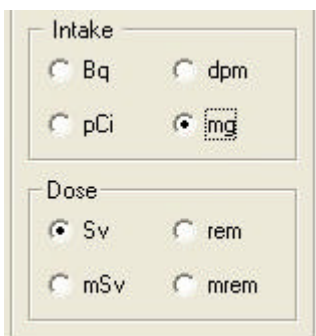 Intake
Bq dpm
pCi mg
Dose
Sv rem
mSv mrem